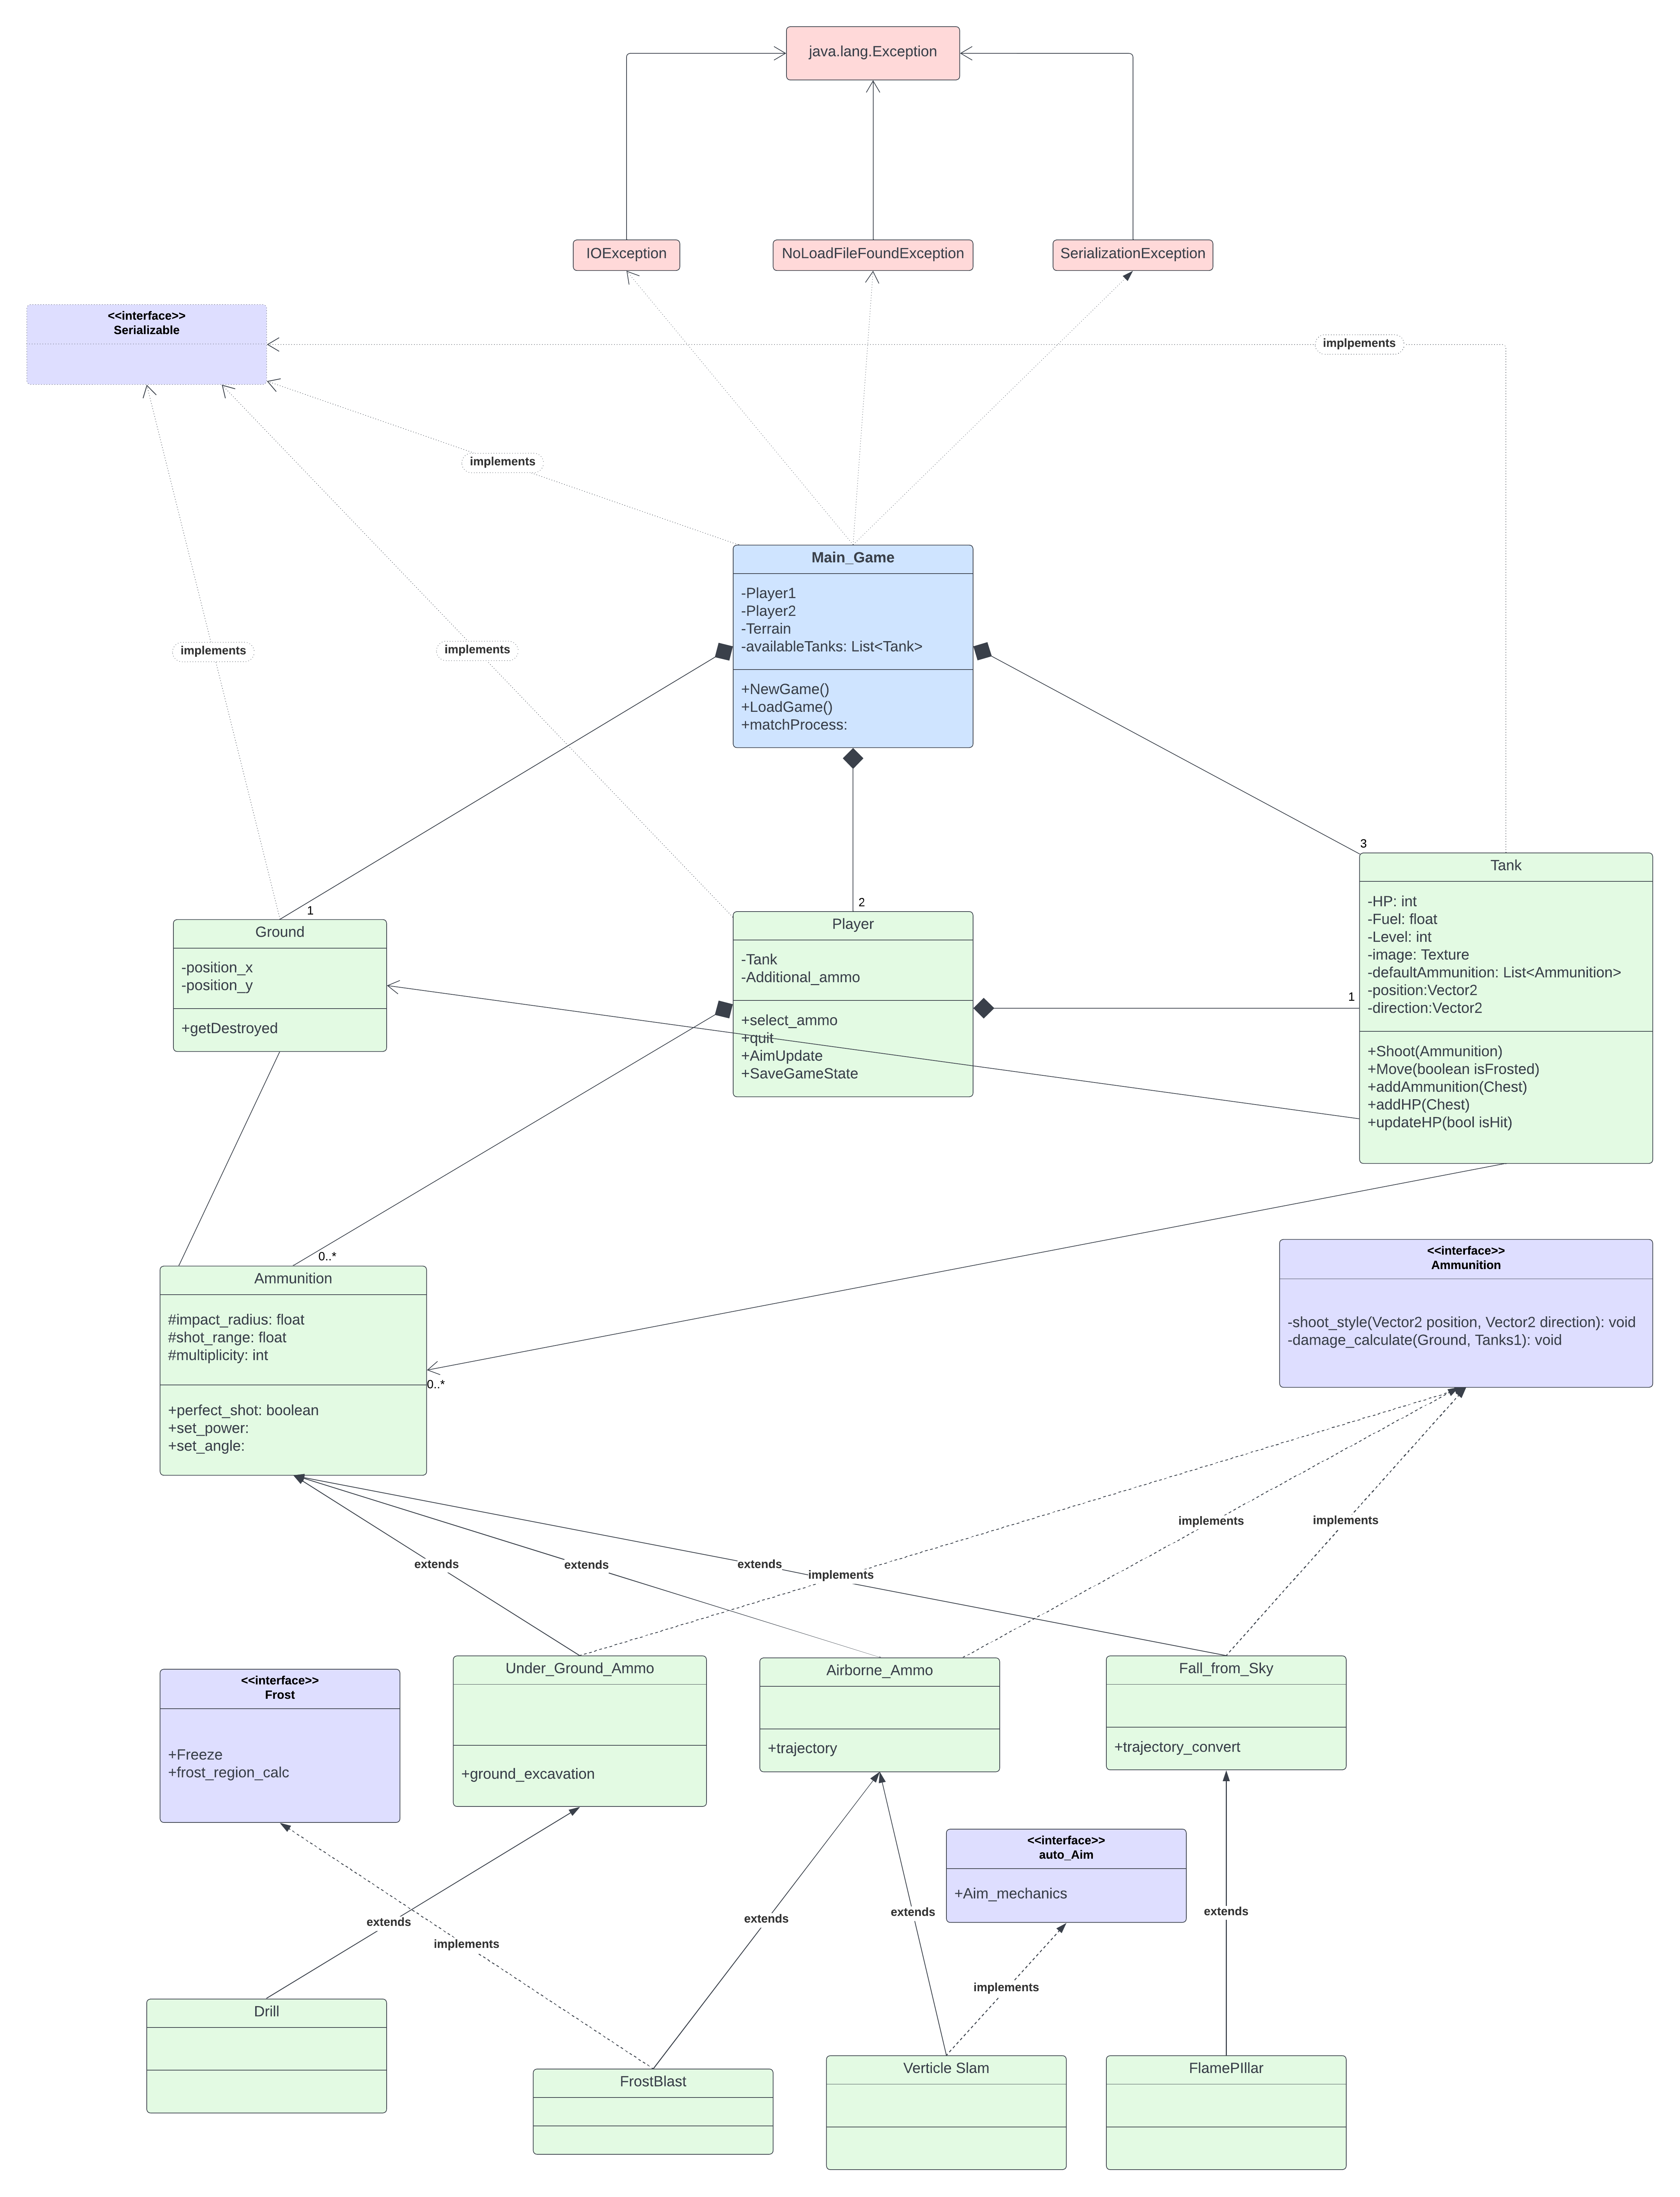 java.lang.Exception
IOException
NoLoadFileFoundException
SerializationException
<<interface>>
Serializable
implpements
implements
implements
implements
Main_Game
-Player1
-Player2
-Terrain
-availableTanks: List<Tank>
+NewGame()
+LoadGame()
+matchProcess:
3
1
2
Tank
-HP: int
-Fuel: float
-Level: int
-image: Texture
-defaultAmmunition: List<Ammunition>
-position:Vector2
-direction:Vector2
+Shoot(Ammunition)
+Move(boolean isFrosted)
+addAmmunition(Chest)
+addHP(Chest)
+updateHP(bool isHit)
Ground
-position_x
-position_y
+getDestroyed
Player
-Tank
-Additional_ammo
+select_ammo
+quit
+AimUpdate
+SaveGameState
1
0..*
Ammunition
#impact_radius: float
#shot_range: float
#multiplicity: int
+perfect_shot: boolean
+set_power:
+set_angle:
0..*
<<interface>>
Ammunition
-shoot_style(Vector2 position, Vector2 direction): void
-damage_calculate(Ground, Tanks1): void
extends
extends
extends
implements
implements
implements
<<interface>>
Frost
+Freeze
+frost_region_calc
Under_Ground_Ammo
+ground_excavation
Airborne_Ammo
+trajectory
Fall_from_Sky
+trajectory_convert
<<interface>>
auto_Aim
+Aim_mechanics
extends
implements
extends
extends
extends
implements
Drill
FrostBlast
Verticle Slam
FlamePIllar